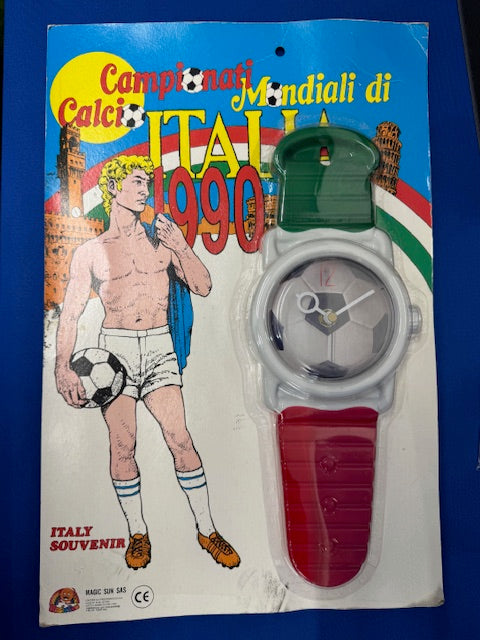 Campionati
Mondiali di
Calcio
ITALIA
1990
12
ITALY
SOUVENIR
MAGIC SUN SAS
CE